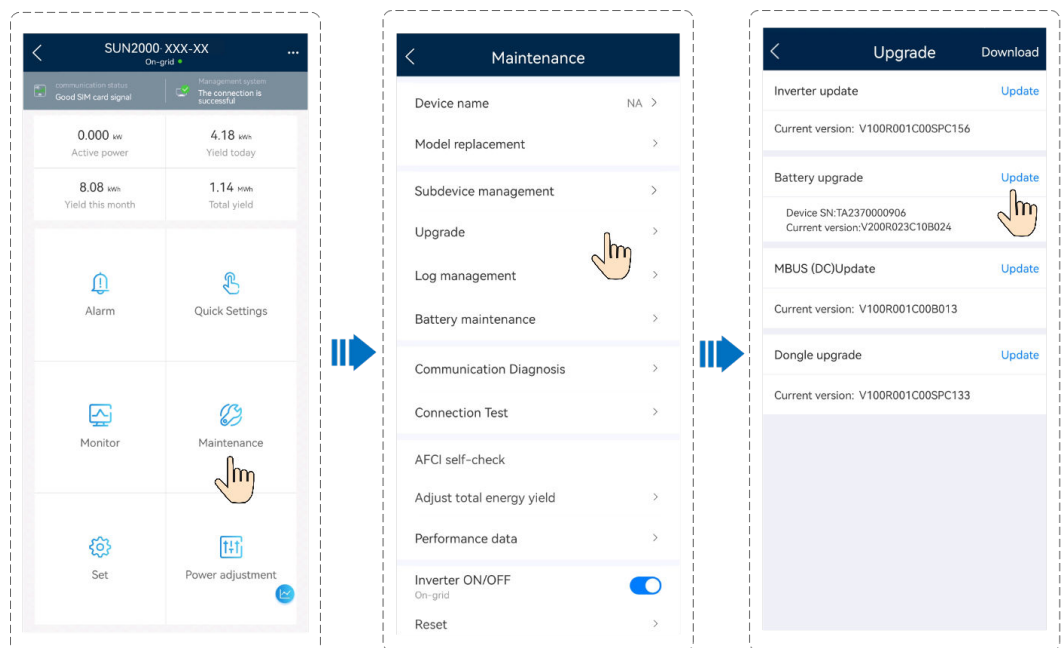 SUN2000-XXX-XX
On-grid
communication status
Good SIM card signal
Management system
The connection is
successful
0.000 kW
Active power
4.18 kWh
Yield today
8.08 kWh
Yield this month
1.14 MWh
Total yield
Alarm
Quick Settings
Monitor
Maintenance
Set
Power adjustment
Maintenance
Device name NA
Model replacement
Subdevice management
Upgrade
Log management
Battery maintenance
Communication Diagnosis
Connection Test
AFCI self-check
Adjust total energy yield
Performance data
Inverter ON/OFF
On-grid
Reset
Upgrade Download
Inverter update Update
Current version: V100R001C00SPC156
Battery upgrade Update
Device SN:TA2370000906
Current version:V200R023C10B024
MBUS (DC)Update Update
Current version: V100R001C00B013
Dongle upgrade Update
Current version: V100R001C00SPC133